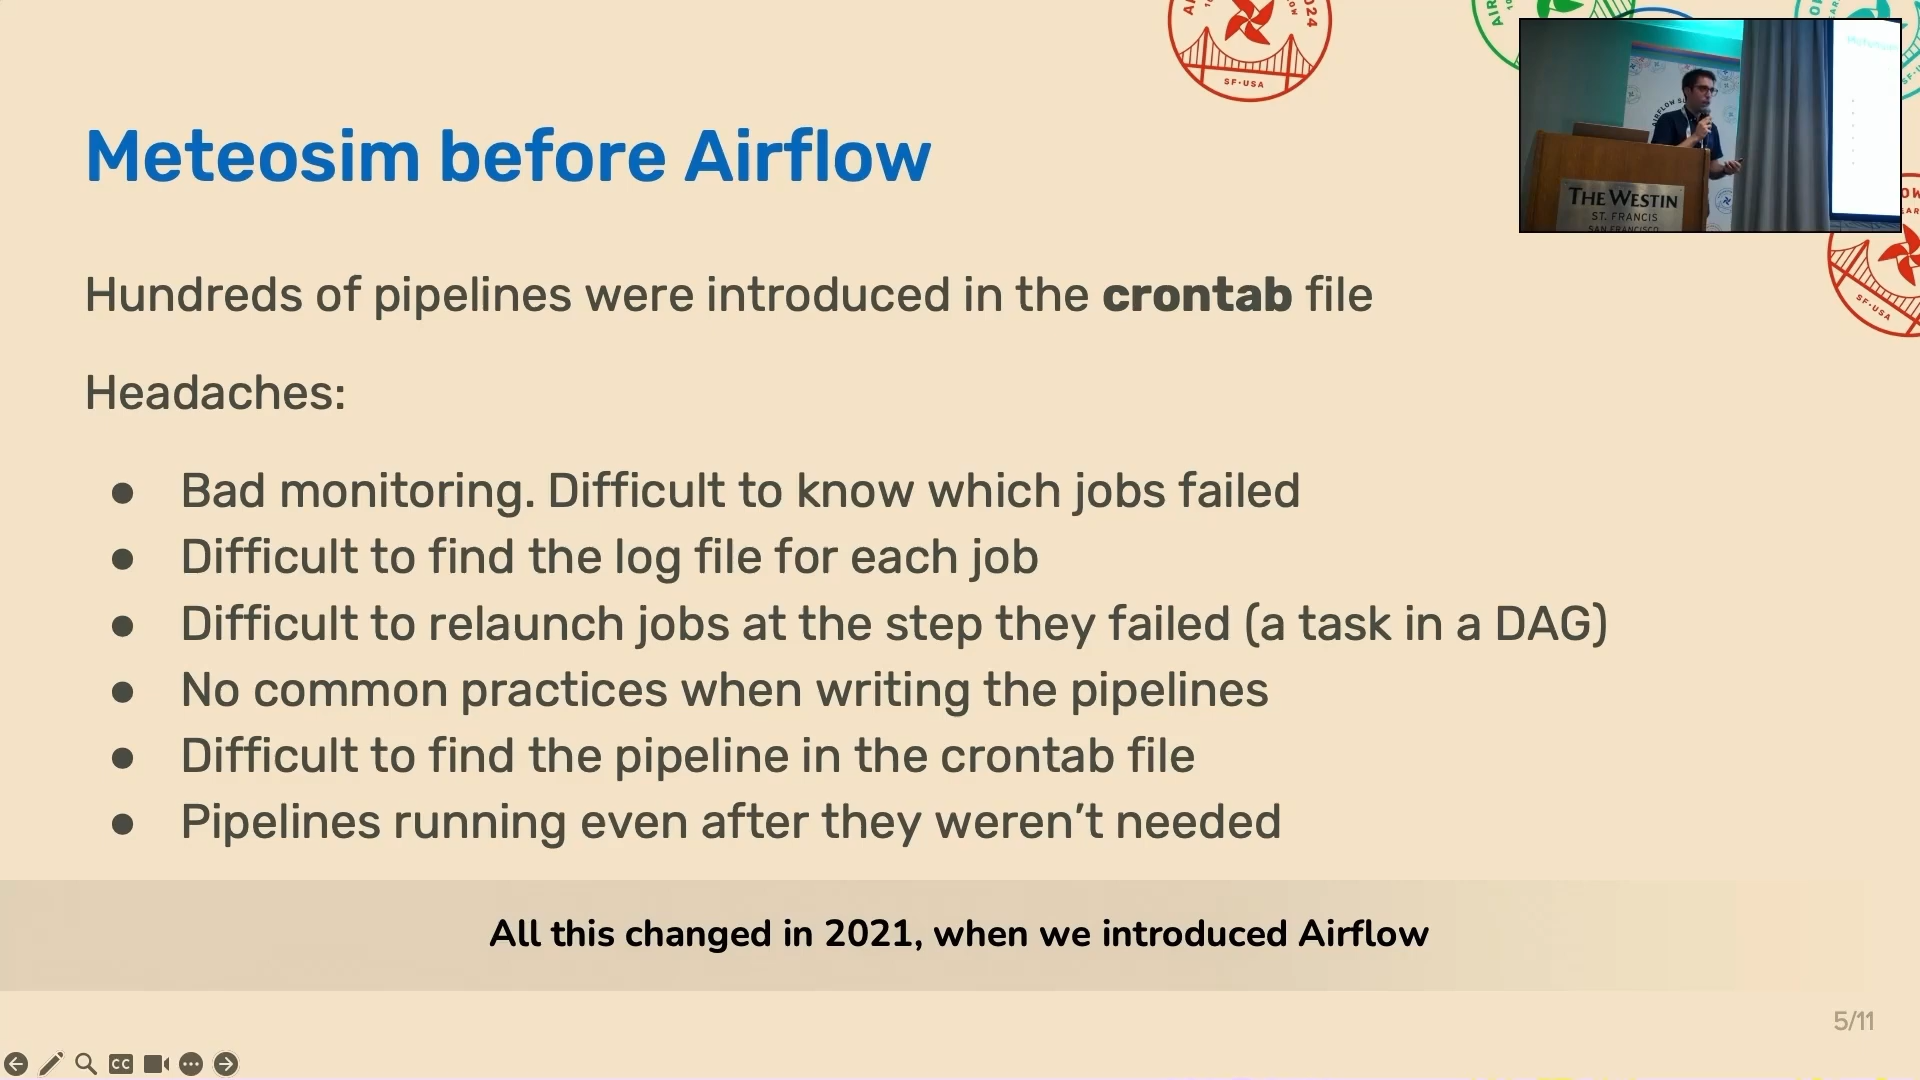 2024
SF·USA
THE WESTIN
ST. FRANCIS
SAN FRANCISCO
Meteosim before Airflow
Hundreds of pipelines were introduced in the crontab file
SF·USA
Headaches:
● Bad monitoring. Difficult to know which jobs failed
● Difficult to find the log file for each job
● Difficult to relaunch jobs at the step they failed (a task in a DAG)
● No common practices when writing the pipelines
● Difficult to find the pipeline in the crontab file
● Pipelines running even after they weren’t needed
All this changed in 2021, when we introduced Airflow
5/11
CC